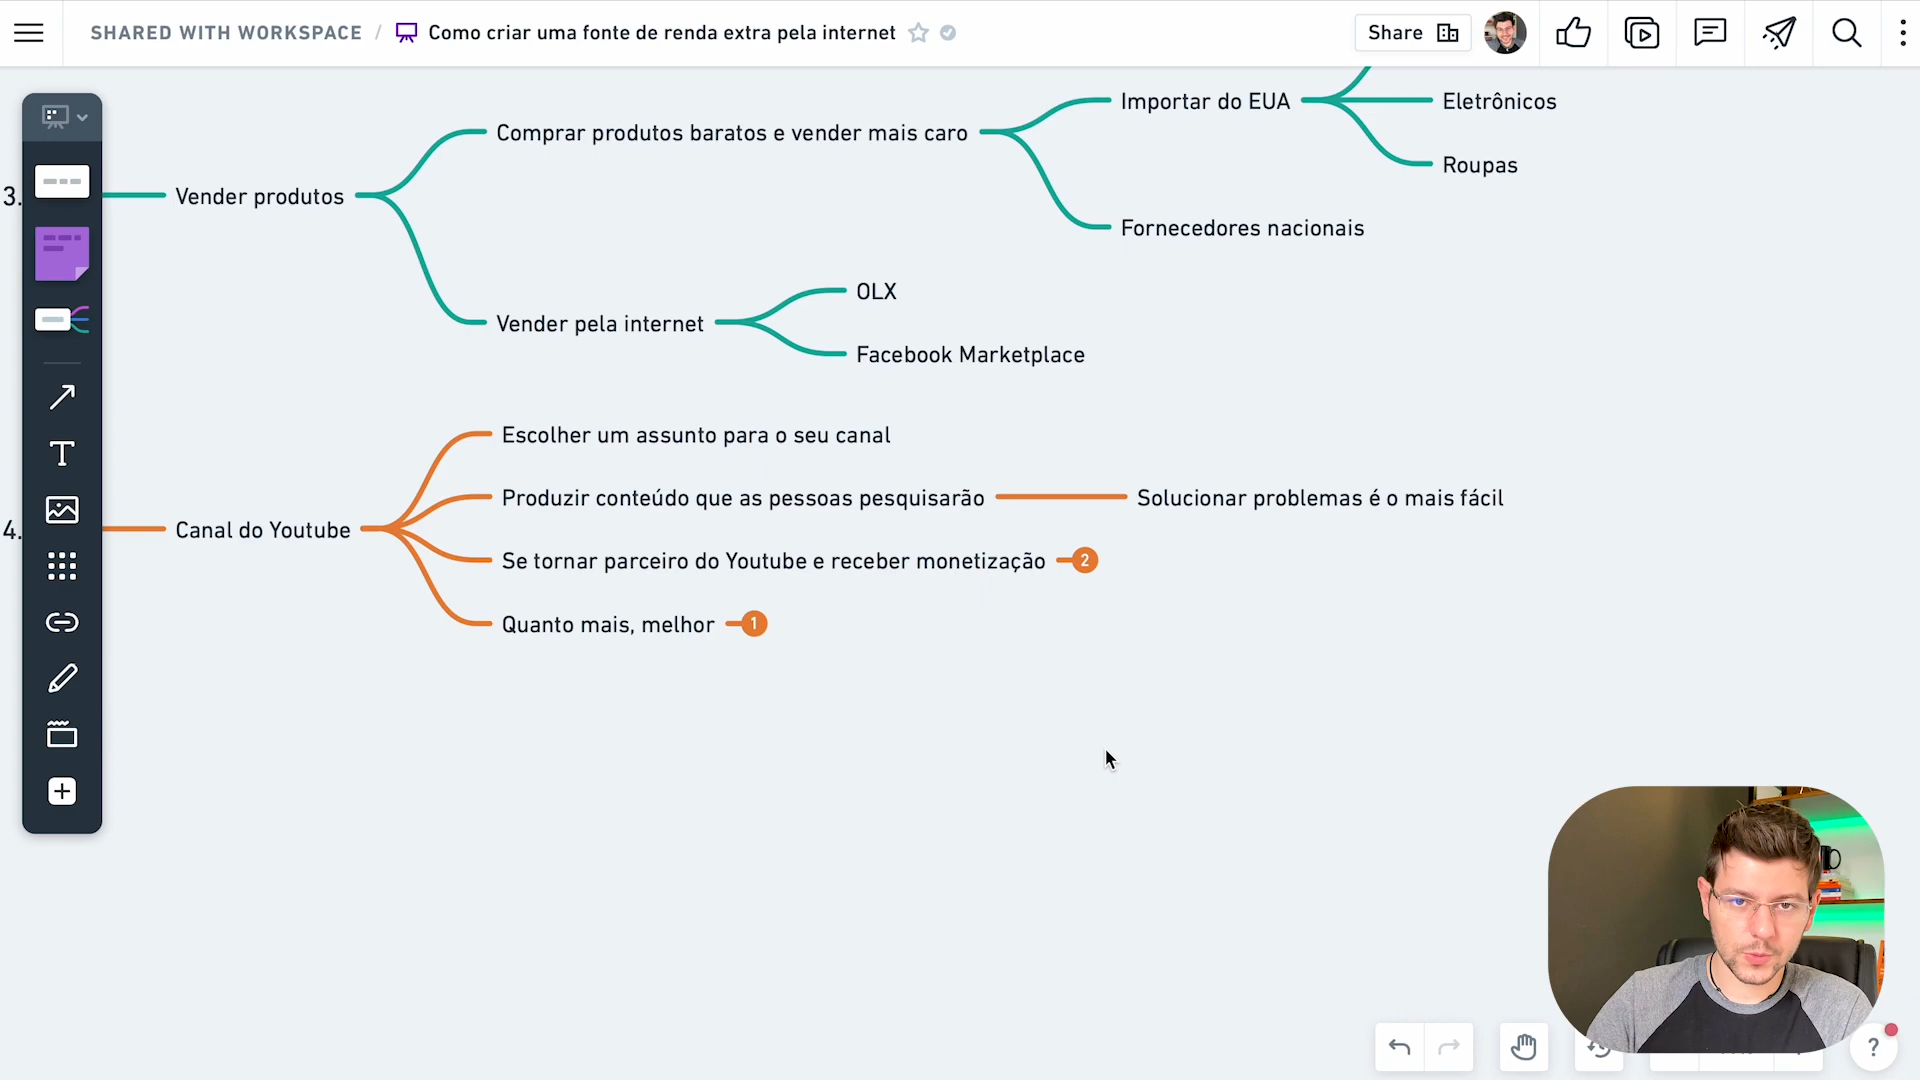 SHARED WITH WORKSPACE / Como criar uma fonte de renda extra pela internet
Share
Importar do EUA
Eletrônicos
Comprar produtos baratos e vender mais caro
Roupas
3.
Vender produtos
Fornecedores nacionais
OLX
Vender pela internet
Facebook Marketplace
Escolher um assunto para o seu canal
Produzir conteúdo que as pessoas pesquisarão
Solucionar problemas é o mais fácil
4.
Canal do Youtube
Se tornar parceiro do Youtube e receber monetização
2
Quanto mais, melhor
1
T
?